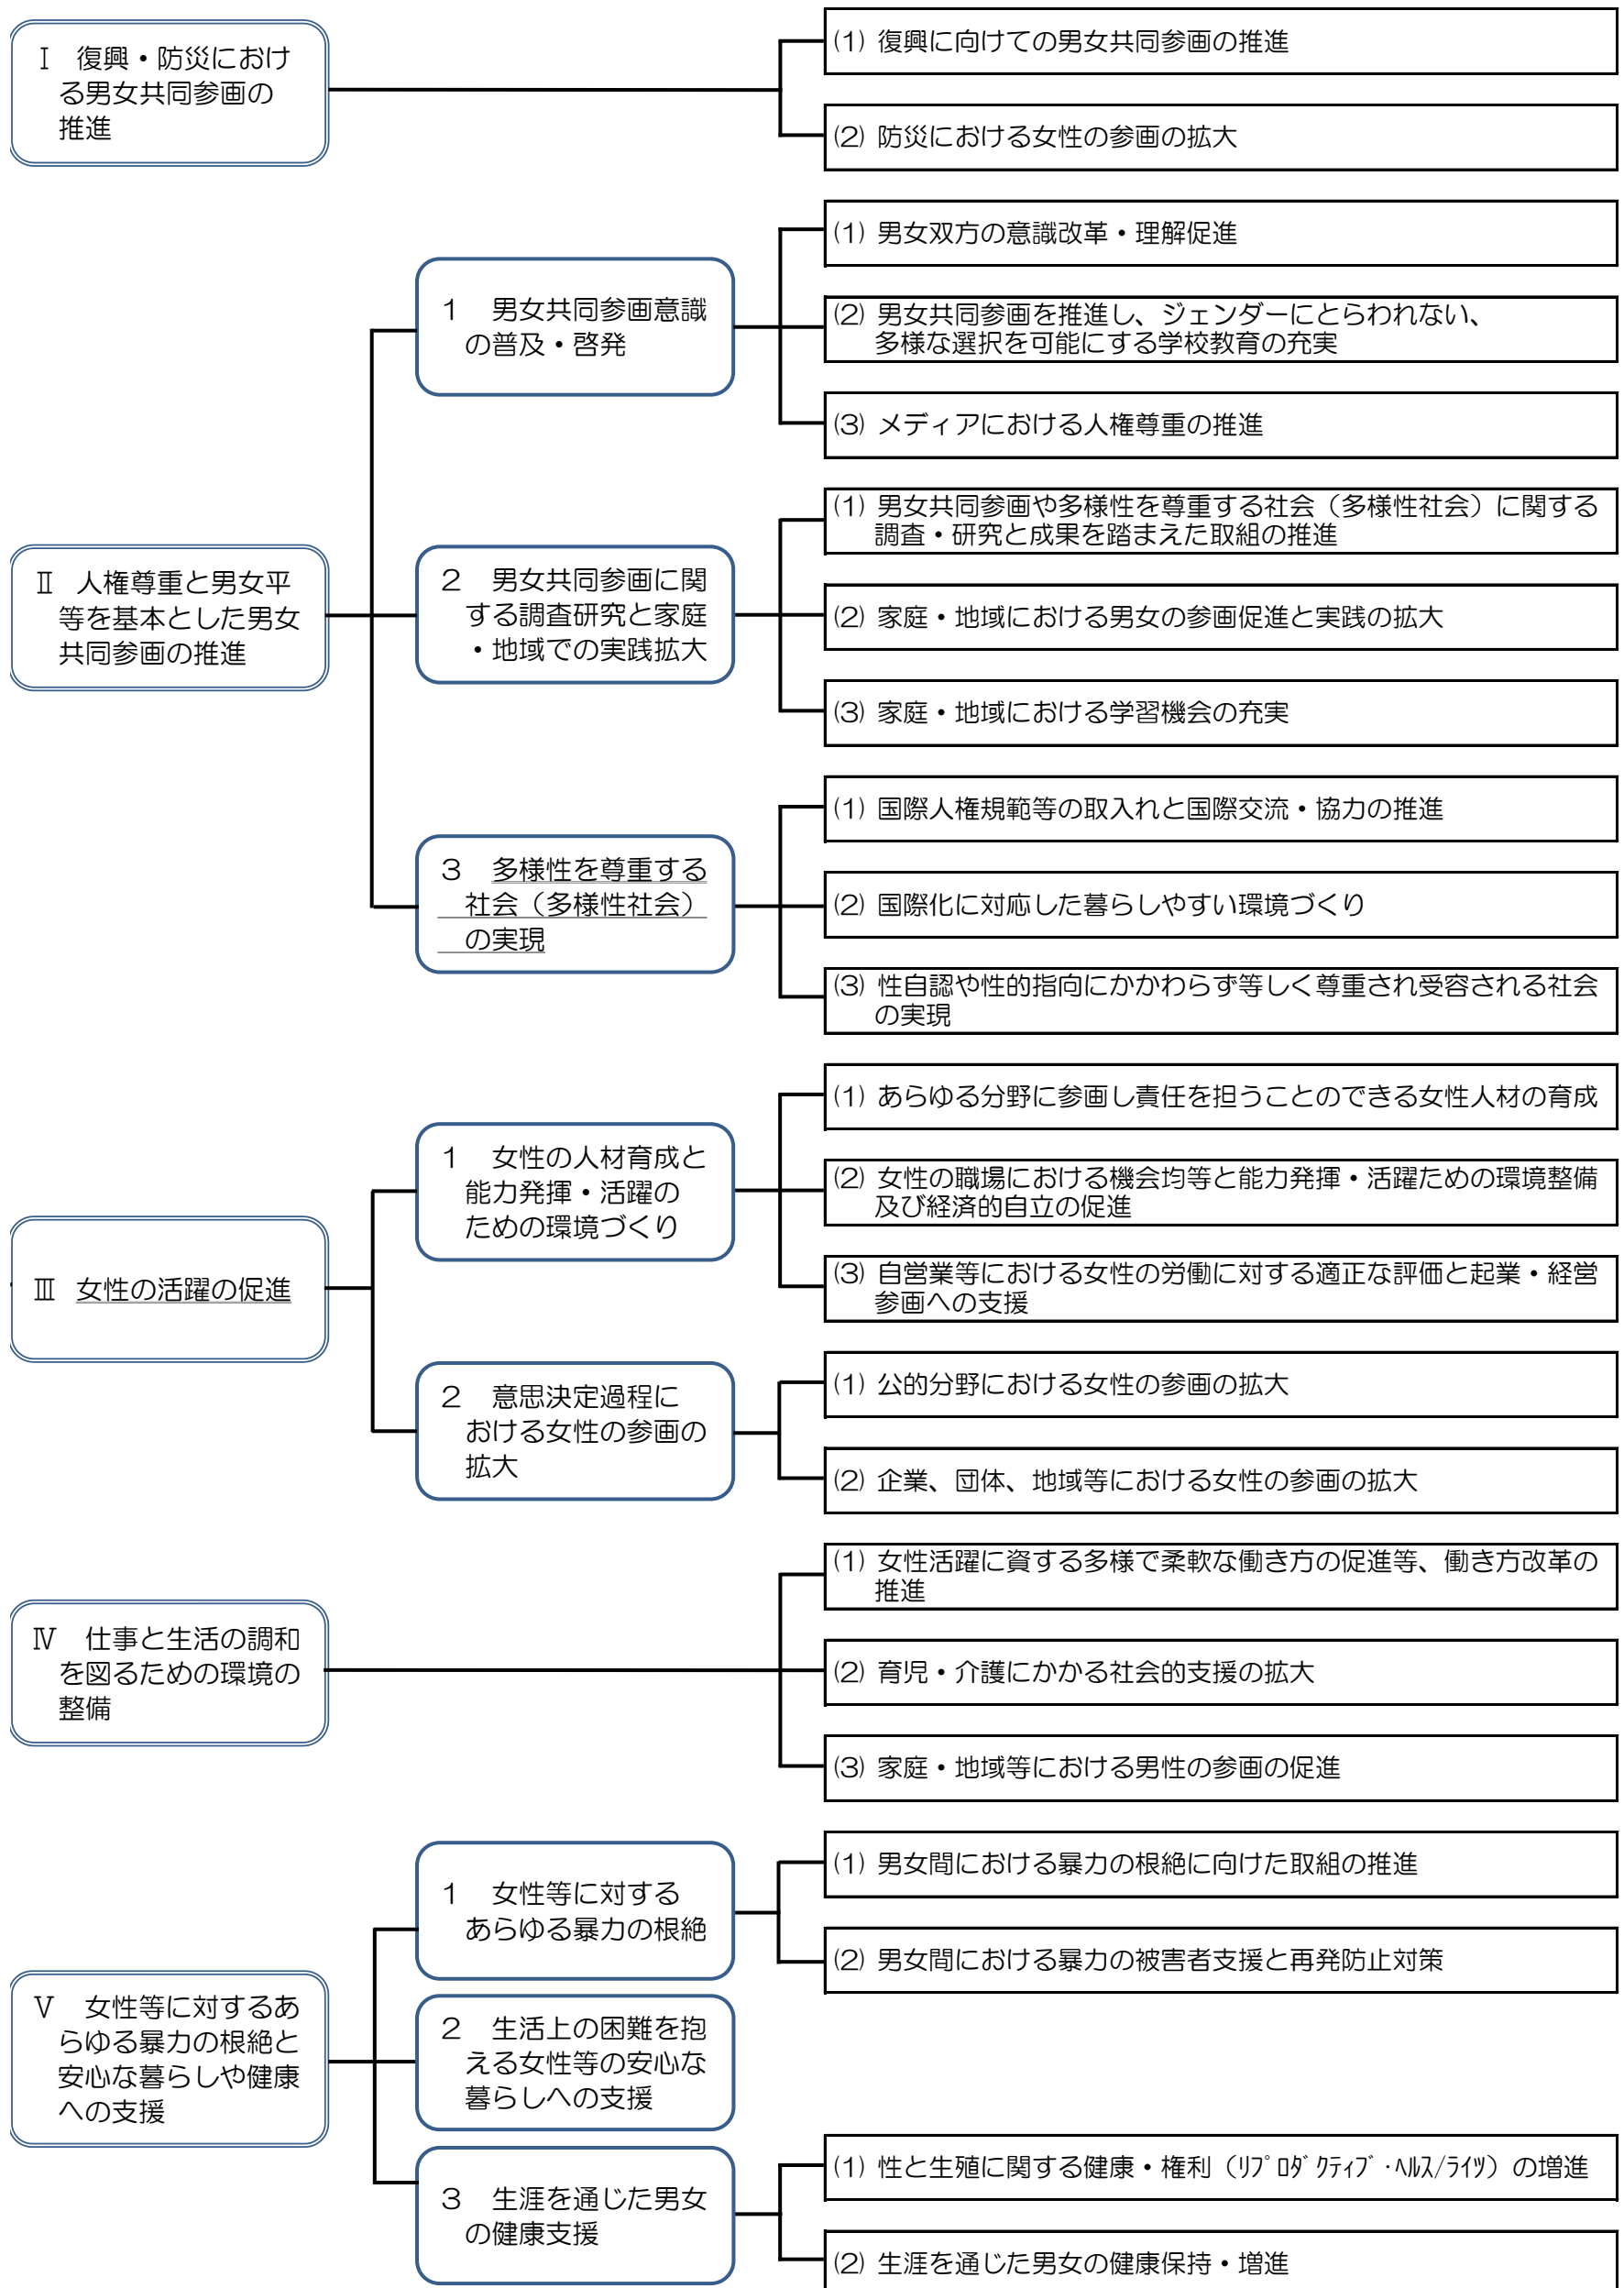 Ⅰ 復興・防災におけ
る男女共同参画の
推進
(1) 復興に向けての男女共同参画の推進
(2) 防災における女性の参画の拡大
Ⅱ 人権尊重と男女平
等を基本とした男女
共同参画の推進
1 男女共同参画意識
の普及・啓発
(1) 男女双方の意識改革・理解促進
(2) 男女共同参画を推進し、ジェンダーにとらわれない、
多様な選択を可能にする学校教育の充実
(3) メディアにおける人権尊重の推進
2 男女共同参画に関
する調査研究と家庭
・地域での実践拡大
(1) 男女共同参画や多様性を尊重する社会（多様性社会）に関する
調査・研究と成果を踏まえた取組の推進
(2) 家庭・地域における男女の参画促進と実践の拡大
(3) 家庭・地域における学習機会の充実
3 多様性を尊重する
社会（多様性社会）
の実現
(1) 国際人権規範等の取入れと国際交流・協力の推進
(2) 国際化に対応した暮らしやすい環境づくり
(3) 性自認や性的指向にかかわらず等しく尊重され受容される社会
の実現
Ⅲ 女性の活躍の促進
1 女性の人材育成と
能力発揮・活躍の
ための環境づくり
(1) あらゆる分野に参画し責任を担うことのできる女性人材の育成
(2) 女性の職場における機会均等と能力発揮・活躍ための環境整備
及び経済的自立の促進
(3) 自営業等における女性の労働に対する適正な評価と起業・経営
参画への支援
2 意思決定過程に
おける女性の参画の
拡大
(1) 公的分野における女性の参画の拡大
(2) 企業、団体、地域等における女性の参画の拡大
Ⅳ 仕事と生活の調和
を図るための環境の
整備
(1) 女性活躍に資する多様で柔軟な働き方の促進等、働き方改革の
推進
(2) 育児・介護にかかる社会的支援の拡大
(3) 家庭・地域等における男性の参画の促進
Ⅴ 女性等に対するあ
らゆる暴力の根絶と
安心な暮らしや健康
への支援
1 女性等に対する
あらゆる暴力の根絶
(1) 男女間における暴力の根絶に向けた取組の推進
(2) 男女間における暴力の被害者支援と再発防止対策
2 生活上の困難を抱
える女性等の安心な
暮らしへの支援
3 生涯を通じた男女
の健康支援
(1) 性と生殖に関する健康・権利（ﾘﾌﾟﾛﾀﾞｸﾃｨﾌﾞ･ﾍﾙｽ/ﾗｲﾂ）の増進
(2) 生涯を通じた男女の健康保持・増進